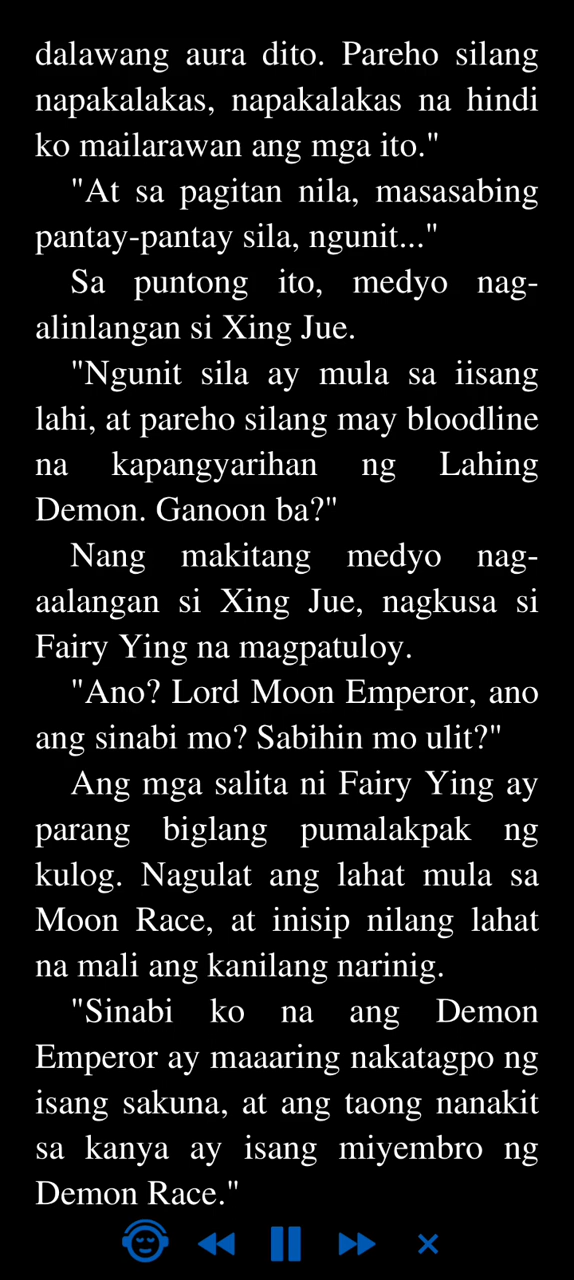 dalawang aura dito. Pareho silang
napakalakas, napakalakas na hindi
ko mailarawan ang mga ito."
"At sa pagitan nila, masasabing
pantay-pantay sila, ngunit..."
Sa puntong ito, medyo nag-
alinlangan si Xing Jue.
"Ngunit sila ay mula sa iisang
lahi, at pareho silang may bloodline
na kapangyarihan ng Lahing
Demon. Ganoon ba?"
Nang makitang medyo nag-
aalangan si Xing Jue, nagkusa si
Fairy Ying na magpatuloy.
"Ano? Lord Moon Emperor, ano
ang sinabi mo? Sabihin mo ulit?"
Ang mga salita ni Fairy Ying ay
parang biglang pumalakpak ng
kulog. Nagulat ang lahat mula sa
Moon Race, at inisip nilang lahat
na mali ang kanilang narinig.
"Sinabi ko na ang Demon
Emperor ay maaaring nakatagpo ng
isang sakuna, at ang taong nanakit
sa kanya ay isang miyembro ng
Demon Race."